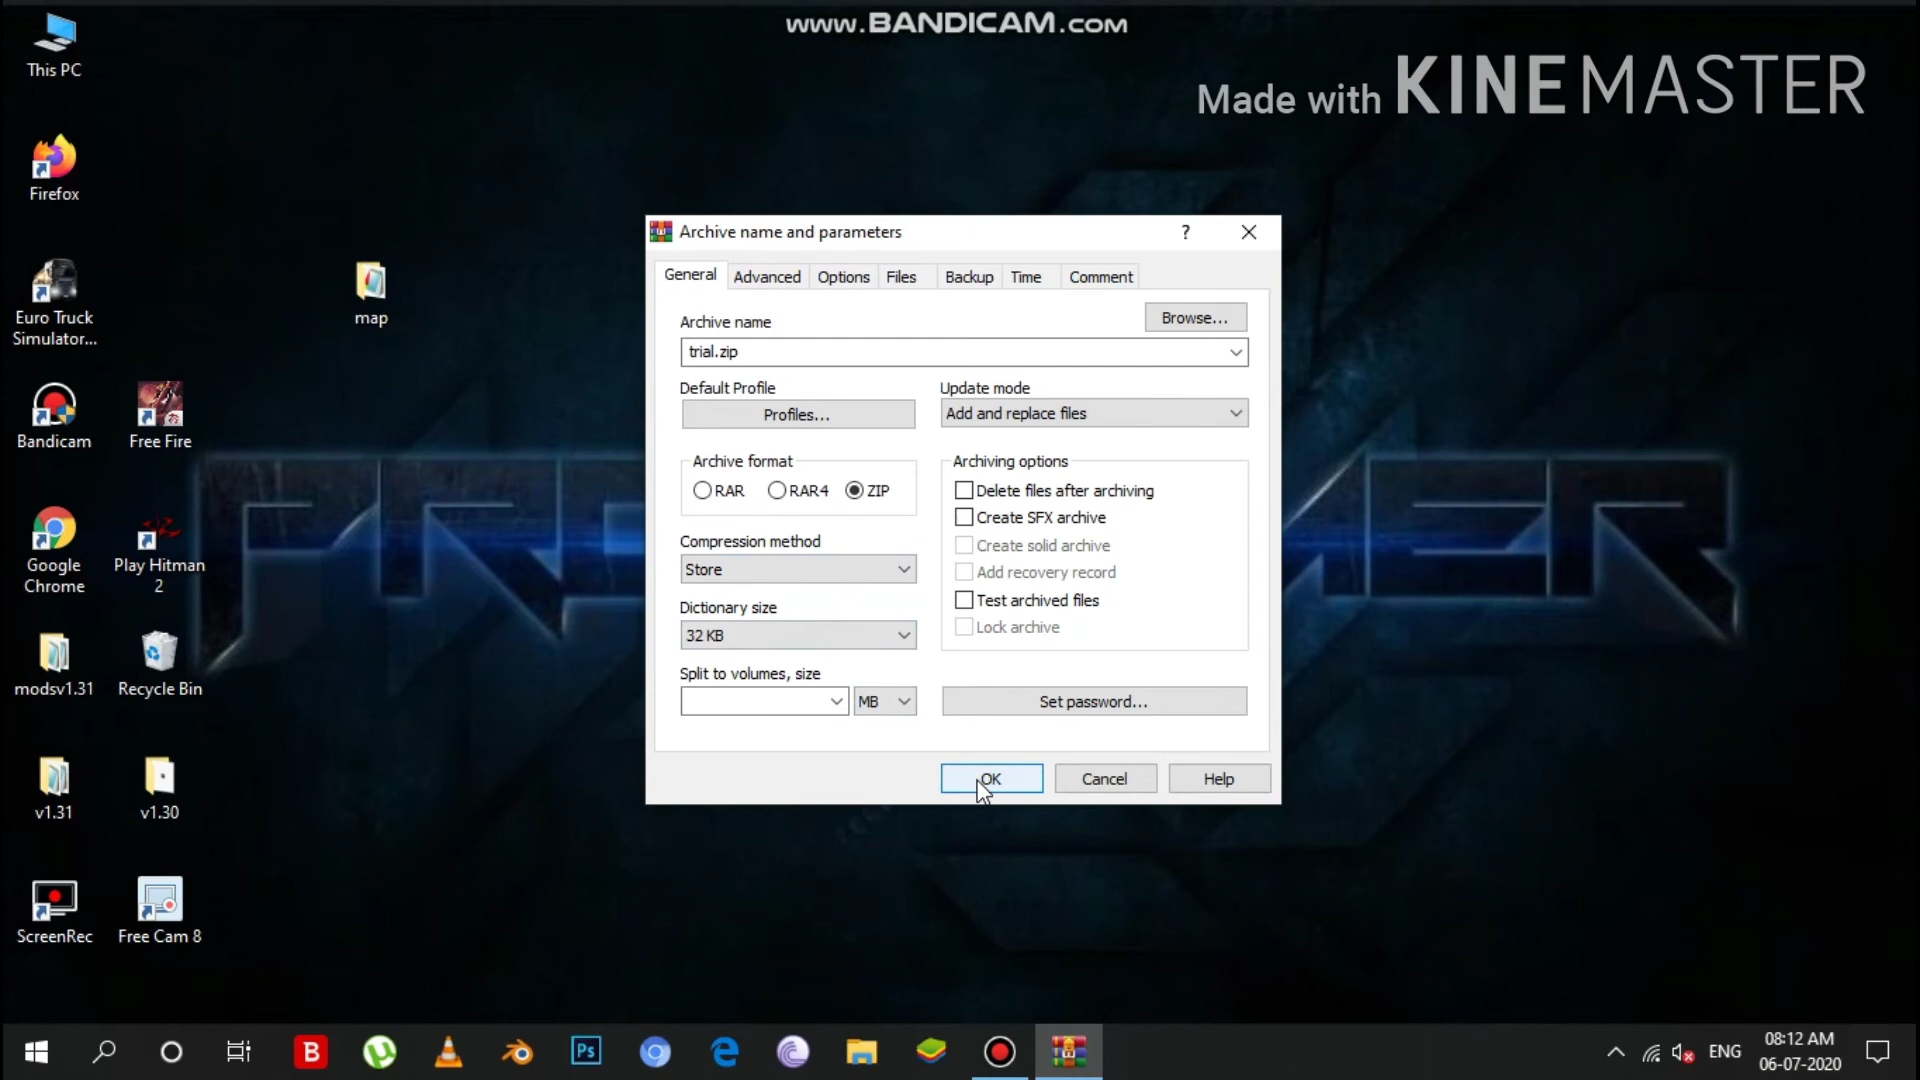 www.BANDICAM.com
Made with KINEMASTER
This PC
Firefox
Euro Truck
Simulator...
map
Bandicam
Free Fire
Google
Chrome
Play Hitman
2
modsv1.31
Recycle Bin
v1.31
v1.30
ScreenRec
Free Cam 8
Archive name and parameters
?
General
Advanced
Options
Files
Backup
Time
Comment
Archive name
Browse...
trial.zip
Default Profile
Profiles...
Update mode
Add and replace files
Archive format
RAR
RAR4
ZIP
Archiving options
Delete files after archiving
Create SFX archive
Create solid archive
Add recovery record
Test archived files
Lock archive
Compression method
Store
Dictionary size
32 KB
Split to volumes, size
MB
Set password...
OK
Cancel
Help
B
Ps
ENG
08:12 AM
06-07-2020